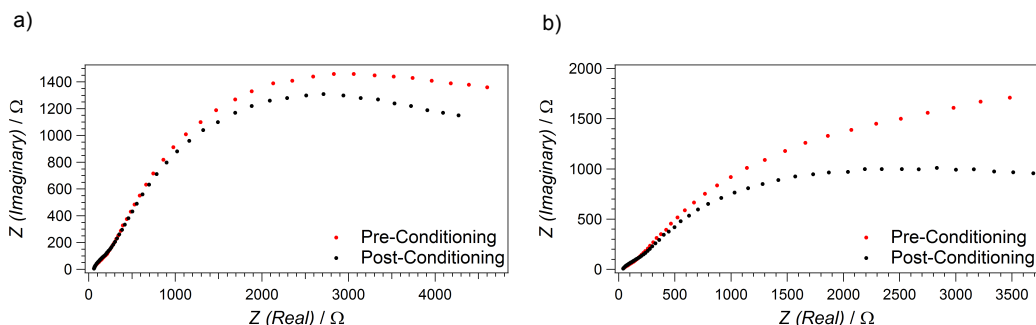 a)
Z (Imaginary) / Ω
1400
1200
1000
800
600
400
200
0
0 1000 2000 3000 4000
Z (Real) / Ω
Pre-Conditioning
Post-Conditioning
b)
Z (Imaginary) / Ω
2000
1500
1000
500
0
0 500 1000 1500 2000 2500 3000 3500
Z (Real) / Ω
Pre-Conditioning
Post-Conditioning